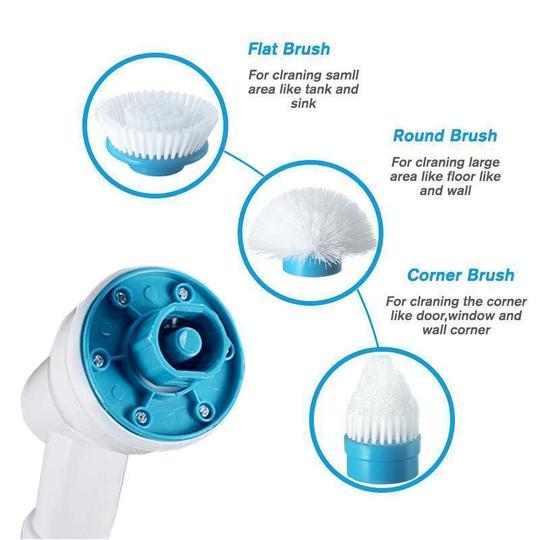 Flat Brush
For clraning samll
area like tank and
sink
Round Brush
For clraning large
area like floor like
and wall
Corner Brush
For clraning the corner
like door,window and
wall corner